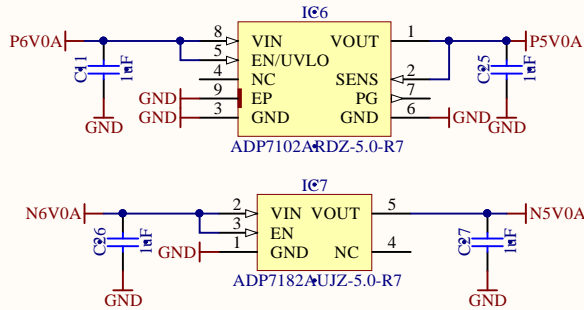 IC6
P6V0A 8 VIN VOUT 1 P5V0A
5 EN/UVLO
C11 1uF 4 NC SENS 2 C25 1uF
GND 9 EP PG 7
GND 3 GND GND 6 GND
GND GND
ADP7102ARDZ-5.0-R7
IC7
N6V0A 2 VIN VOUT 5 N5V0A
3 EN
C26 1uF GND 1 GND NC 4 C27 1uF
ADP7182AUJZ-5.0-R7
GND GND